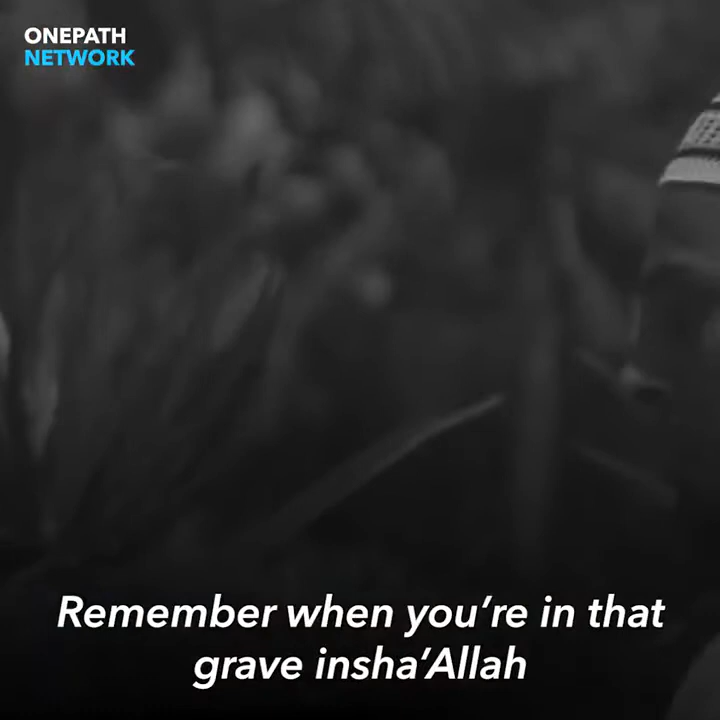 ONEPATH
NETWORK
Remember when you’re in that
grave insha’Allah